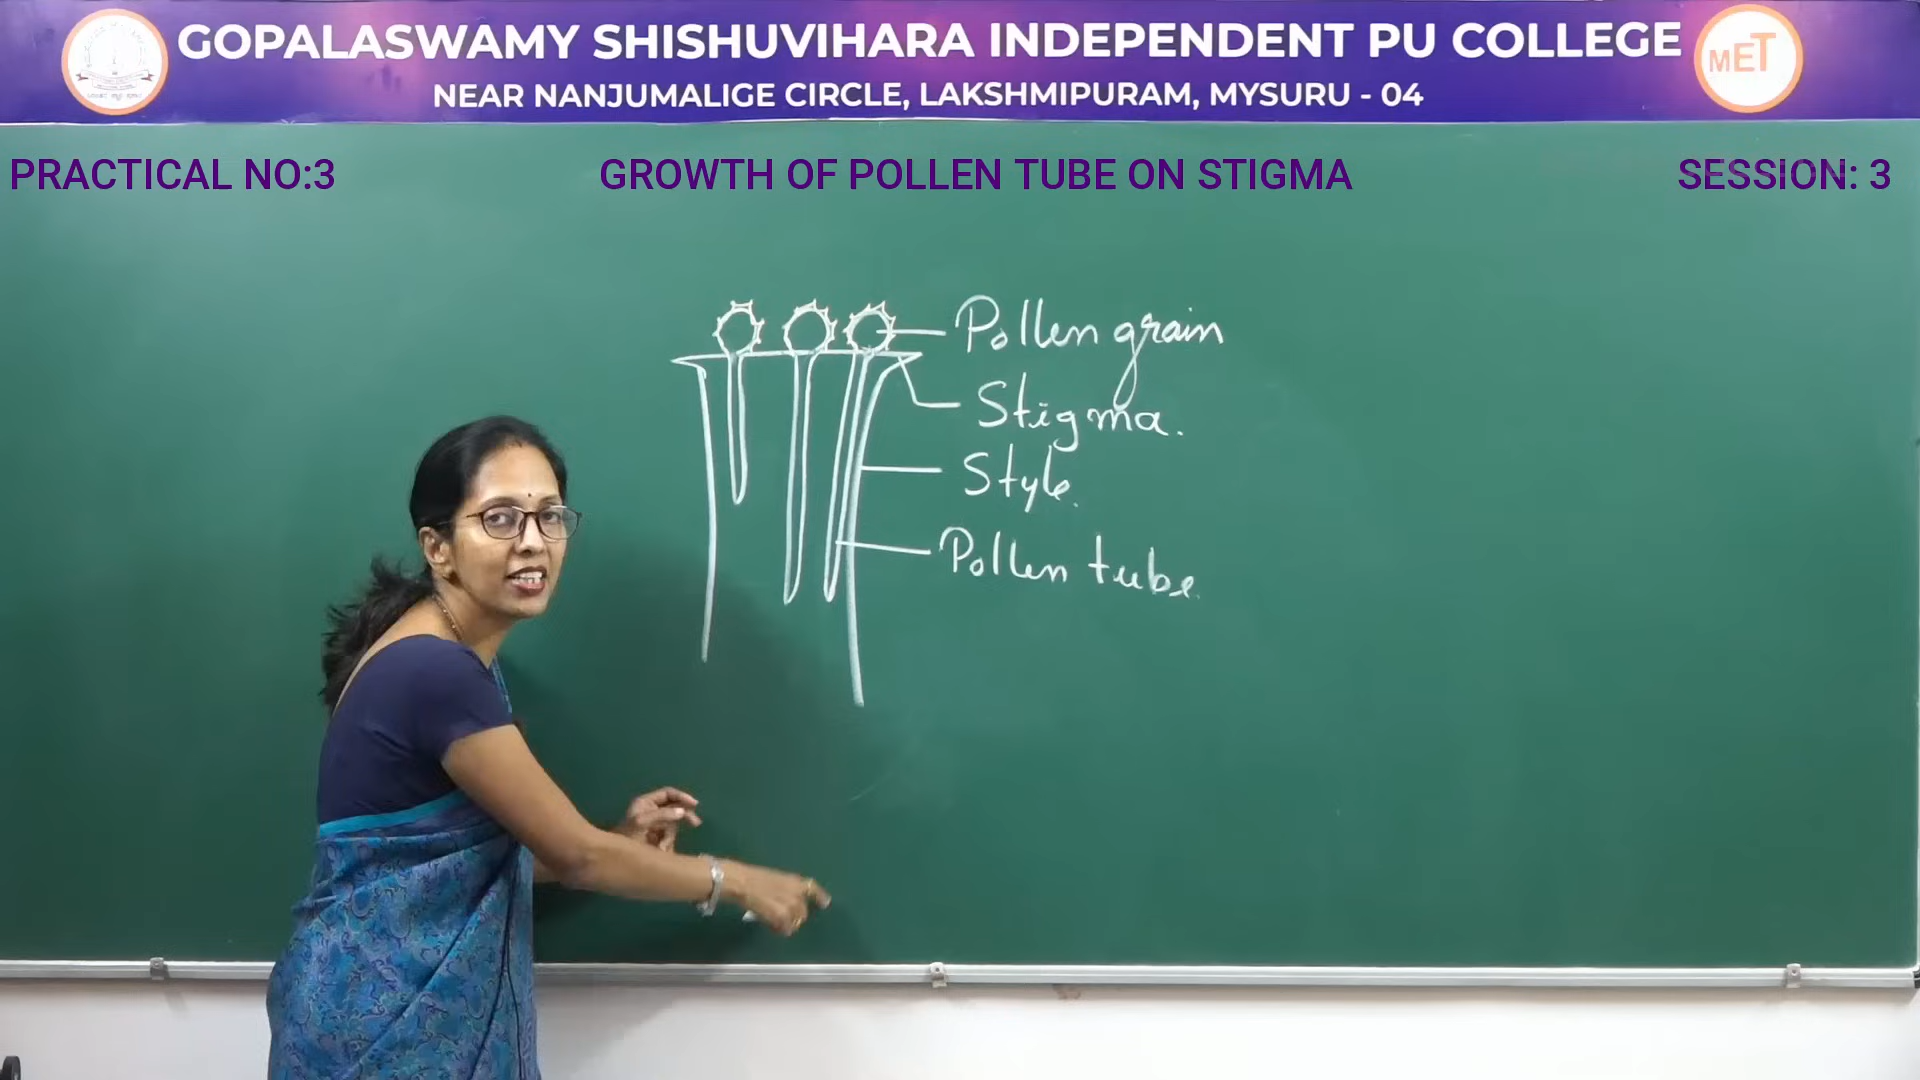 GOPALASWAMY SHISHUVIHARA INDEPENDENT PU COLLEGE
MET
NEAR NANJUMALIGE CIRCLE, LAKSHMIPURAM, MYSURU - 04
PRACTICAL NO:3
GROWTH OF POLLEN TUBE ON STIGMA
SESSION: 3
Pollen grain
Stigma.
Style.
Pollen tube.